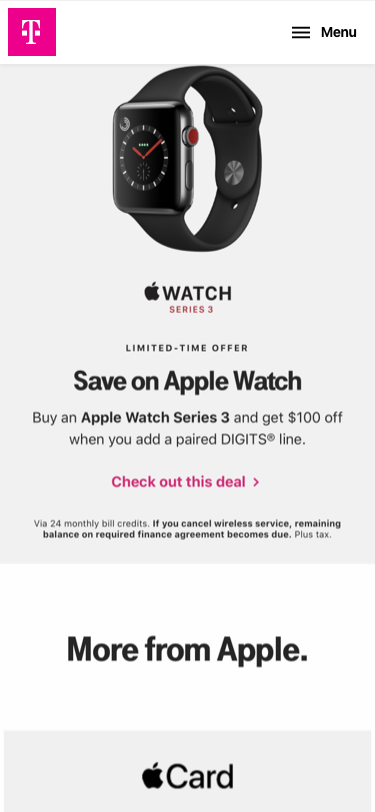 T
Menu
WATCH
SERIES 3
LIMITED-TIME OFFER
Save on Apple Watch
Buy an Apple Watch Series 3 and get $100 off
when you add a paired DIGITS® line.
Check out this deal >
Via 24 monthly bill credits. If you cancel wireless service, remaining
balance on required finance agreement becomes due. Plus tax.
More from Apple.
Card